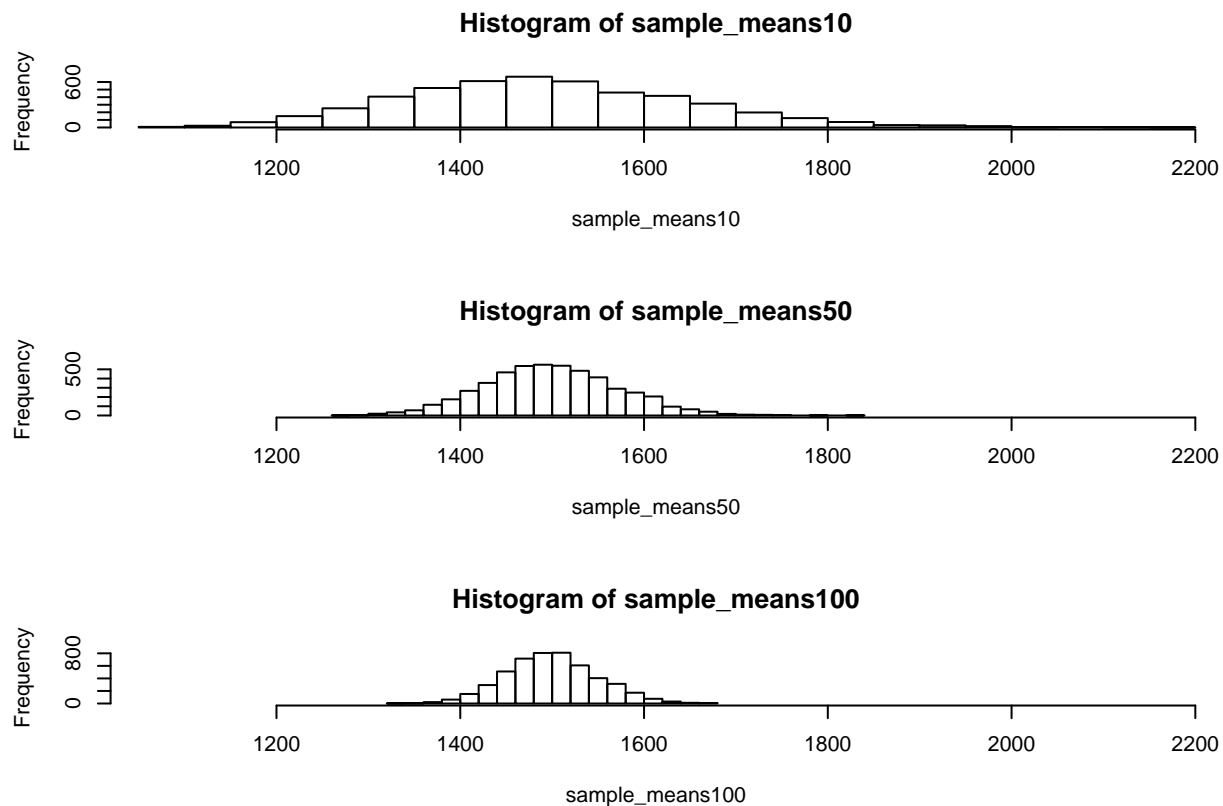 Histogram of sample_means10
Frequency
0 600
1200 1400 1600 1800 2000 2200
sample_means10
Histogram of sample_means50
Frequency
0 500
1200 1400 1600 1800 2000 2200
sample_means50
Histogram of sample_means100
Frequency
0 800
1200 1400 1600 1800 2000 2200
sample_means100